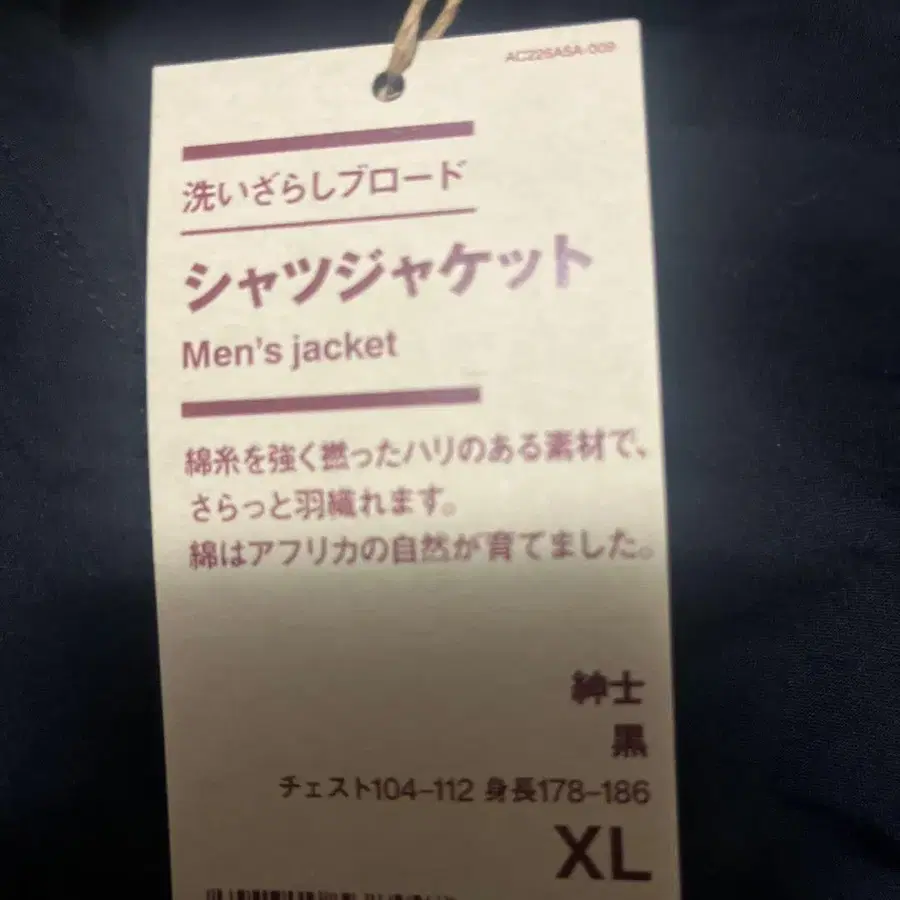 AC22SASA-009
洗いざらしブロード
シャツジャケット
Men's jacket
綿糸を強く撚ったハリのある素材で、
さらっと羽織れます。
綿はアフリカの自然が育てました。
紳士
黒
チェスト104-112 身長178-186
XL